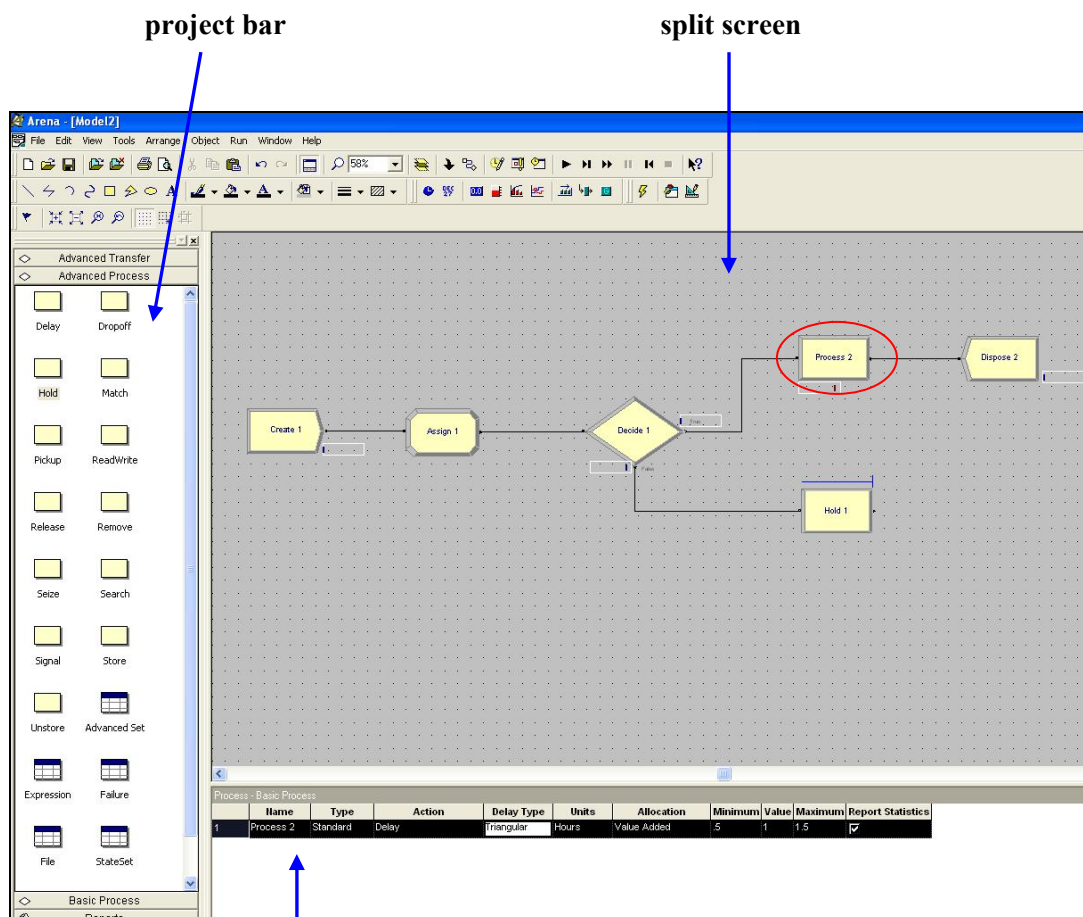 project bar
split screen
Arena - [Model2]
File Edit View Tools Arrange Object Run Window Help
58%
Advanced Transfer
Advanced Process
Delay Dropoff
Hold Match
Pickup ReadWrite
Release Remove
Seize Search
Signal Store
Unstore Advanced Set
Expression Failure
File StateSet
Basic Process
Reports
Create 1
Assign 1
Decide 1
True
False
Process 2
Dispose 2
Hold 1
Process - Basic Process
Name Type Action Delay Type Units Allocation Minimum Value Maximum Report Statistics
1 Process 2 Standard Delay Triangular Hours Value Added .5 1 1.5